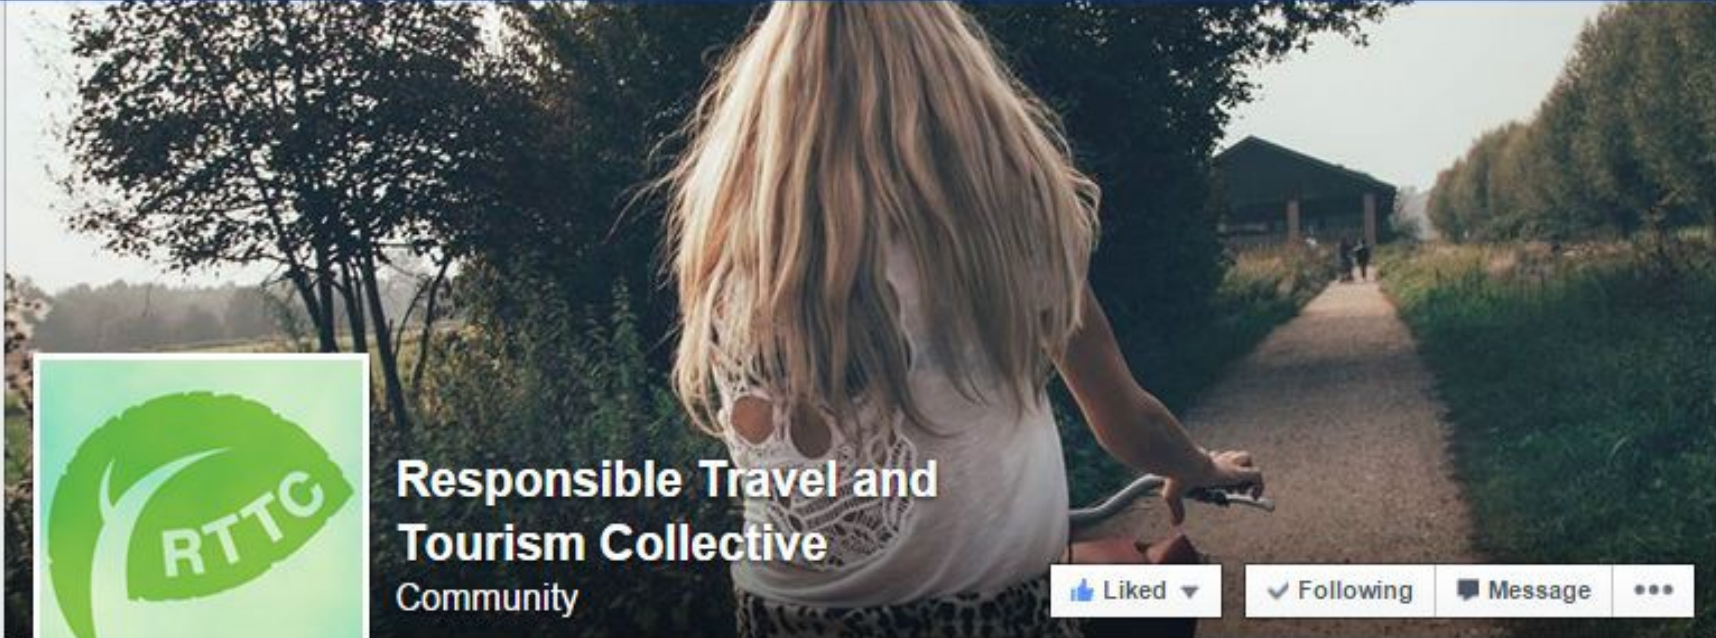 RTTC
Responsible Travel and
Tourism Collective
Community
Liked
Following
Message